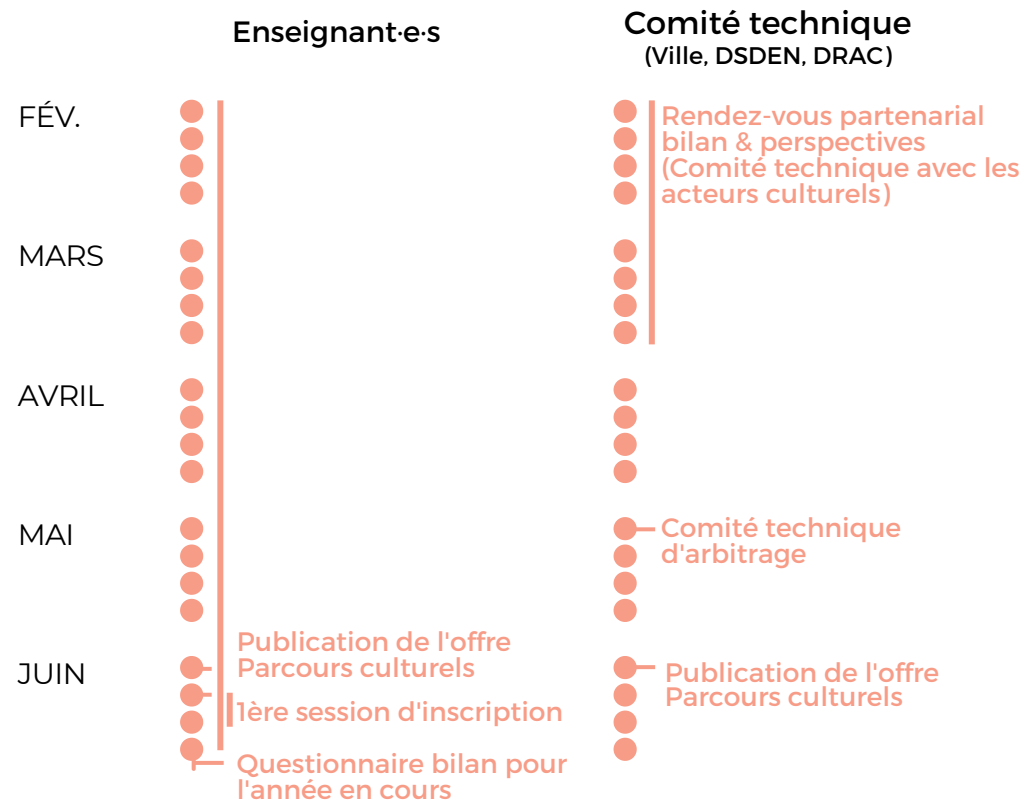 Enseignant·e·s
Comité technique
(Ville, DSDEN, DRAC)
FÉV.
Rendez-vous partenarial
bilan & perspectives
(Comité technique avec les
acteurs culturels)
MARS
AVRIL
MAI
Comité technique
d'arbitrage
JUIN
Publication de l'offre
Parcours culturels
1ère session d'inscription
Questionnaire bilan pour
l'année en cours
Publication de l'offre
Parcours culturels